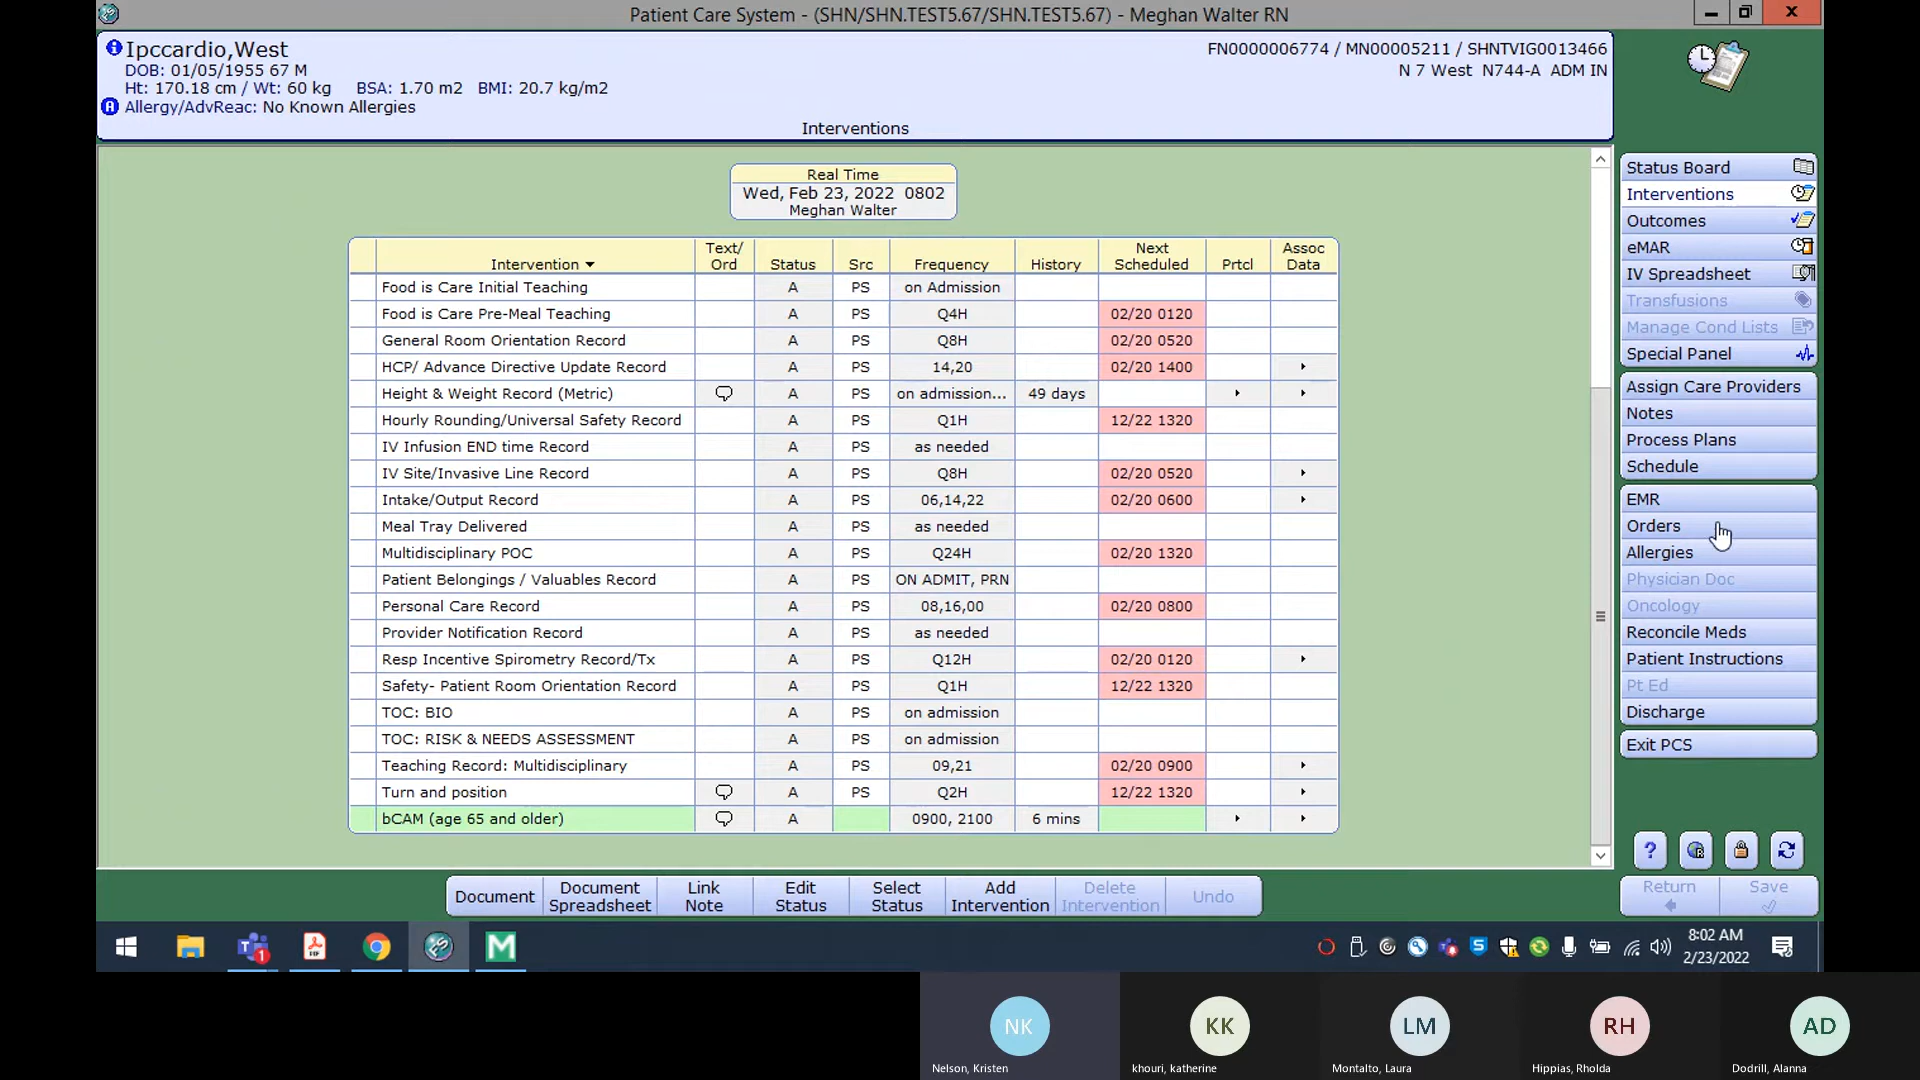 Patient Care System - (SHN/SHN.TEST5.67/SHN.TEST5.67) - Meghan Walter RN
Ipccardio,West
FN0000006774 / MN00005211 / SHNTVIG0013466
DOB: 01/05/1955 67 M
N 7 West N744-A ADM IN
Ht: 170.18 cm / Wt: 60 kg BSA: 1.70 m2 BMI: 20.7 kg/m2
Allergy/AdvReac: No Known Allergies
Interventions
Real Time
Wed, Feb 23, 2022 0802
Meghan Walter
Intervention Text/ Ord Status Src Frequency History Next Scheduled Prtcl Assoc Data
Food is Care Initial Teaching A PS on Admission
Food is Care Pre-Meal Teaching A PS Q4H 02/20 0120
General Room Orientation Record A PS Q8H 02/20 0520
HCP/ Advance Directive Update Record A PS 14,20 02/20 1400
Height & Weight Record (Metric) A PS on admission... 49 days
Hourly Rounding/Universal Safety Record A PS Q1H 12/22 1320
IV Infusion END time Record A PS as needed
IV Site/Invasive Line Record A PS Q8H 02/20 0520
Intake/Output Record A PS 06,14,22 02/20 0600
Meal Tray Delivered A PS as needed
Multidisciplinary POC A PS Q24H 02/20 1320
Patient Belongings / Valuables Record A PS ON ADMIT, PRN
Personal Care Record A PS 08,16,00 02/20 0800
Provider Notification Record A PS as needed
Resp Incentive Spirometry Record/Tx A PS Q12H 02/20 0120
Safety- Patient Room Orientation Record A PS Q1H 12/22 1320
TOC: BIO A PS on admission
TOC: RISK & NEEDS ASSESSMENT A PS on admission
Teaching Record: Multidisciplinary A PS 09,21 02/20 0900
Turn and position A PS Q2H 12/22 1320
bCAM (age 65 and older) A 0900, 2100 6 mins
Status Board
Interventions
Outcomes
eMAR
IV Spreadsheet
Transfusions
Manage Cond Lists
Special Panel
Assign Care Providers
Notes
Process Plans
Schedule
EMR
Orders
Allergies
Physician Doc
Oncology
Reconcile Meds
Patient Instructions
Pt Ed
Discharge
Exit PCS
Return
Save
Document
Document Spreadsheet
Link Note
Edit Status
Select Status
Add Intervention
Delete Intervention
Undo
8:02 AM
2/23/2022
NK
KK
LM
RH
AD
Nelson, Kristen
khouri, katherine
Montalto, Laura
Hippias, Rholda
Dodrill, Alanna